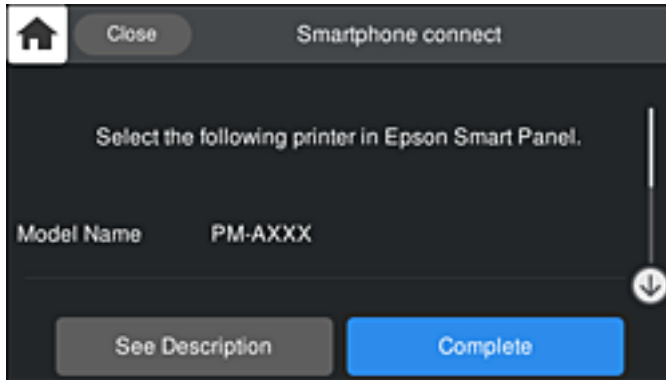 Close
Smartphone connect
Select the following printer in Epson Smart Panel.
Model Name PM-AXXX
See Description
Complete